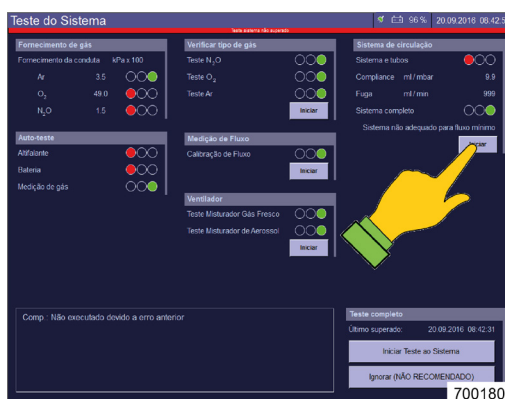 Teste do Sistema
Teste sistema não superado
96 %
20.09.2016 08:42:5
Fornecimento de gás
Fornecimento da conduta kPa x 100
Ar 3.5
O2 49.0
N2O 1.5
Auto-teste
Altifalante
Bateria
Medição de gás
Verificar tipo de gás
Teste N2O
Teste O2
Teste Ar
Iniciar
Medição de Fluxo
Calibração de Fluxo
Iniciar
Ventilador
Teste Misturador Gás Fresco
Teste Misturador de Aerossol
Iniciar
Sistema de circulação
Sistema e tubos
Compliance ml / mbar 9.9
Fuga ml / min 999
Sistema completo
Sistema não adequado para fluxo mínimo
Iniciar
Comp : Não executado devido a erro anterior
Teste completo
Último superado: 20.09.2016 08:42:31
Iniciar Teste ao Sistema
Ignorar (NÃO RECOMENDADO)
700180